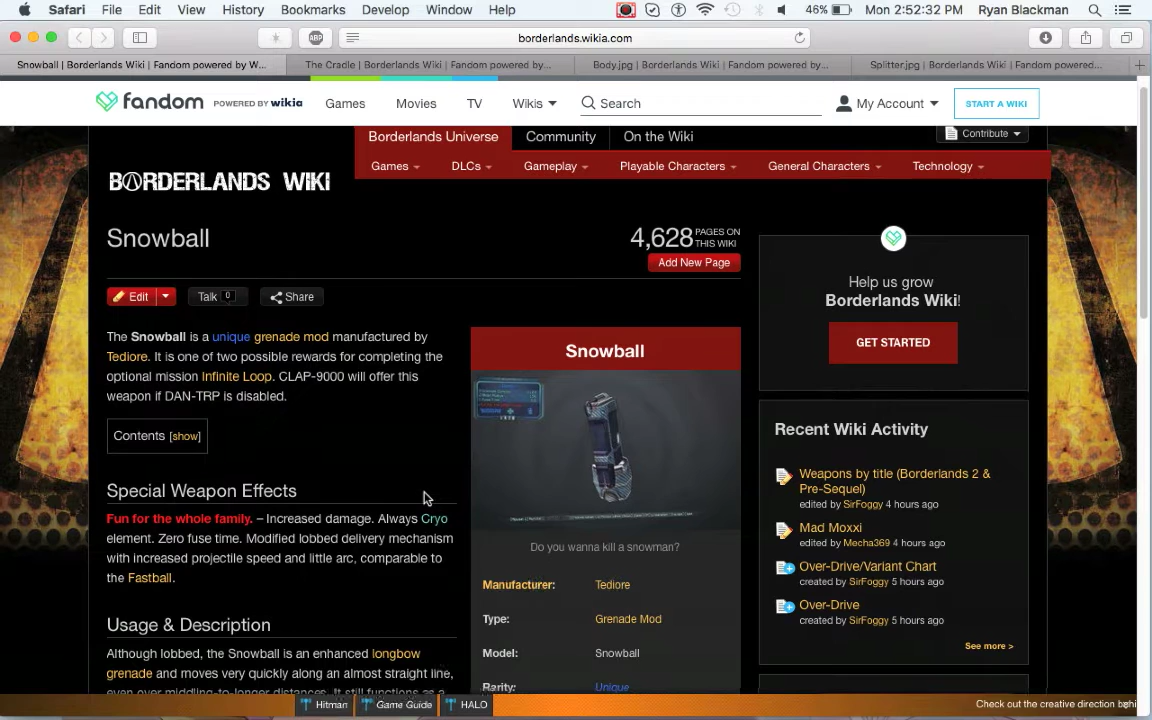 Safari File Edit View History Bookmarks Develop Window Help 46% Mon 2:52:32 PM Ryan Blackman
borderlands.wikia.com
ABP
Snowball | Borderlands Wiki | Fandom powered by W...
The Cradle | Borderlands Wiki | Fandom powered by...
Body.jpg | Borderlands Wiki | Fandom powered by...
Splitter.jpg | Borderlands Wiki | Fandom powered...
fandom POWERED BY wikia Games Movies TV Wikis Search My Account START A WIKI
Borderlands Universe Community On the Wiki Contribute
Games DLCs Gameplay Playable Characters General Characters Technology
BORDERLANDS WIKI
Snowball
4,628 PAGES ON
THIS WIKI
Add New Page
Edit Talk 0 Share
The Snowball is a unique grenade mod manufactured by
Tediore. It is one of two possible rewards for completing the
optional mission Infinite Loop. CLAP-9000 will offer this
weapon if DAN-TRP is disabled.
Contents [show]
Special Weapon Effects
Fun for the whole family. – Increased damage. Always Cryo
element. Zero fuse time. Modified lobbed delivery mechanism
with increased projectile speed and little arc, comparable to
the Fastball.
Usage & Description
Although lobbed, the Snowball is an enhanced longbow
grenade and moves very quickly along an almost straight line,
even over middling-to-longer distances. It still functions as a
Snowball
Do you wanna kill a snowman?
Manufacturer: Tediore
Type: Grenade Mod
Model: Snowball
Rarity: Unique
Help us grow
Borderlands Wiki!
GET STARTED
Recent Wiki Activity
Weapons by title (Borderlands 2 &
Pre-Sequel)
edited by SirFoggy 4 hours ago
Mad Moxxi
edited by Mecha369 4 hours ago
Over-Drive/Variant Chart
created by SirFoggy 5 hours ago
Over-Drive
created by SirFoggy 5 hours ago
See more >
Hitman Game Guide HALO
Check out the creative direction behi